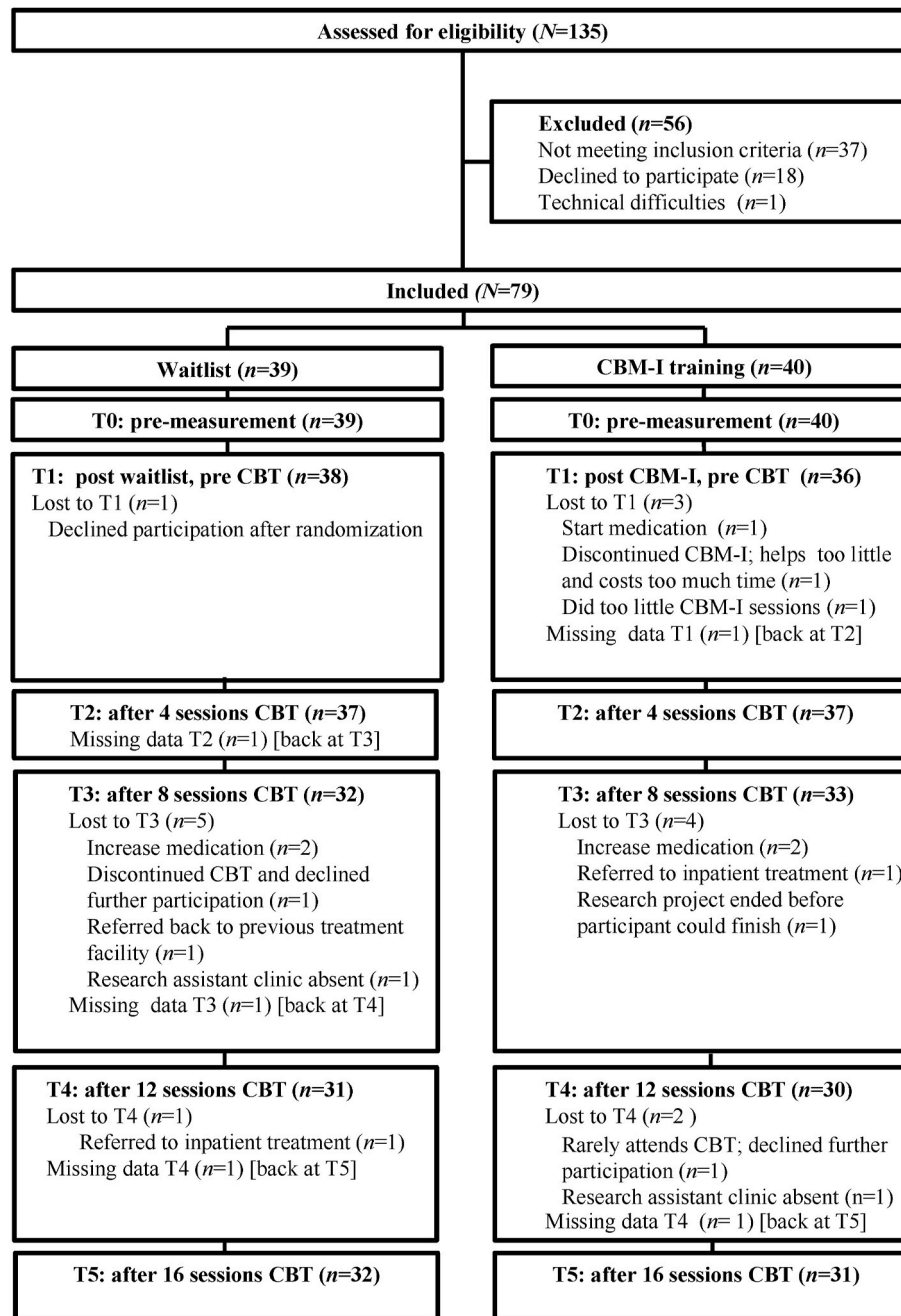 Assessed for eligibility (N=135)
Excluded (n=56)
Not meeting inclusion criteria (n=37)
Declined to participate (n=18)
Technical difficulties (n=1)
Included (N=79)
Waitlist (n=39)
T0: pre-measurement (n=39)
T1: post waitlist, pre CBT (n=38)
Lost to T1 (n=1)
Declined participation after randomization
T2: after 4 sessions CBT (n=37)
Missing data T2 (n=1) [back at T3]
T3: after 8 sessions CBT (n=32)
Lost to T3 (n=5)
Increase medication (n=2)
Discontinued CBT and declined
further participation (n=1)
Referred back to previous treatment
facility (n=1)
Research assistant clinic absent (n=1)
Missing data T3 (n=1) [back at T4]
T4: after 12 sessions CBT (n=31)
Lost to T4 (n=1)
Referred to inpatient treatment (n=1)
Missing data T4 (n=1) [back at T5]
T5: after 16 sessions CBT (n=32)
CBM-I training (n=40)
T0: pre-measurement (n=40)
T1: post CBM-I, pre CBT (n=36)
Lost to T1 (n=3)
Start medication (n=1)
Discontinued CBM-I; helps too little
and costs too much time (n=1)
Did too little CBM-I sessions (n=1)
Missing data T1 (n=1) [back at T2]
T2: after 4 sessions CBT (n=37)
T3: after 8 sessions CBT (n=33)
Lost to T3 (n=4)
Increase medication (n=2)
Referred to inpatient treatment (n=1)
Research project ended before
participant could finish (n=1)
T4: after 12 sessions CBT (n=30)
Lost to T4 (n=2 )
Rarely attends CBT; declined further
participation (n=1)
Research assistant clinic absent (n=1)
Missing data T4 (n= 1) [back at T5]
T5: after 16 sessions CBT (n=31)